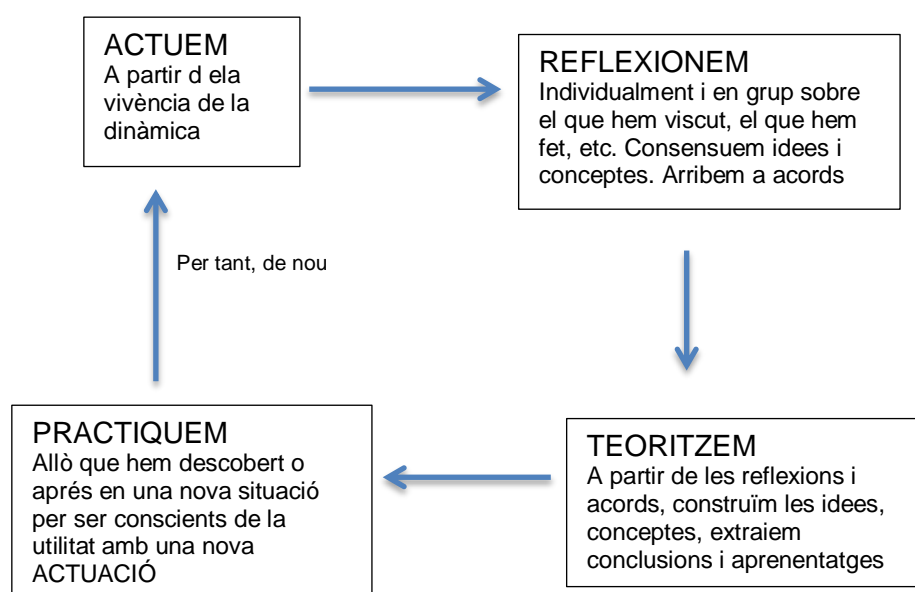 ACTUEM
A partir d ela
vivència de la
dinàmica
REFLEXIONEM
Individualment i en grup sobre
el que hem viscut, el que hem
fet, etc. Consensuem idees i
conceptes. Arribem a acords
Per tant, de nou
PRACTIQUEM
Allò que hem descobert o
aprés en una nova situació
per ser conscients de la
utilitat amb una nova
ACTUACIÓ
TEORITZEM
A partir de les reflexions i
acords, construïm les idees,
conceptes, extraiem
conclusions i aprenentatges